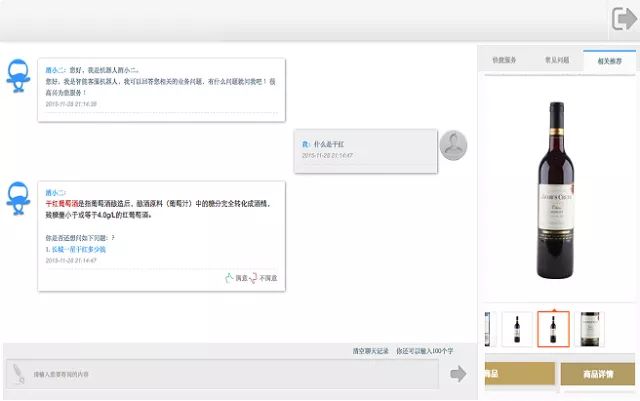 快捷服务
常见问题
相关推荐
酒小二：您好，我是机器人酒小二。
您好，我是智能客服机器人，我可以回答您相关的业务问题，有什么问题就问我吧！很
高兴为您服务！
2015-11-28 21:14:38
我：什么是干红
2015-11-28 21:14:47
酒小二：
干红葡萄酒是指葡萄酒酿造后，酿酒原料（葡萄汁）中的糖分完全转化成酒精，
残糖量小于或等于4.0g/L的红葡萄酒。
你是否还想问如下问题：？
1. 长城一星干红多少钱
2015-11-28 21:14:47
满意
不满意
JACOB'S CREEK
清空聊天记录
你还可以输入100个字
请输入您要咨询的内容
商品
商品详情